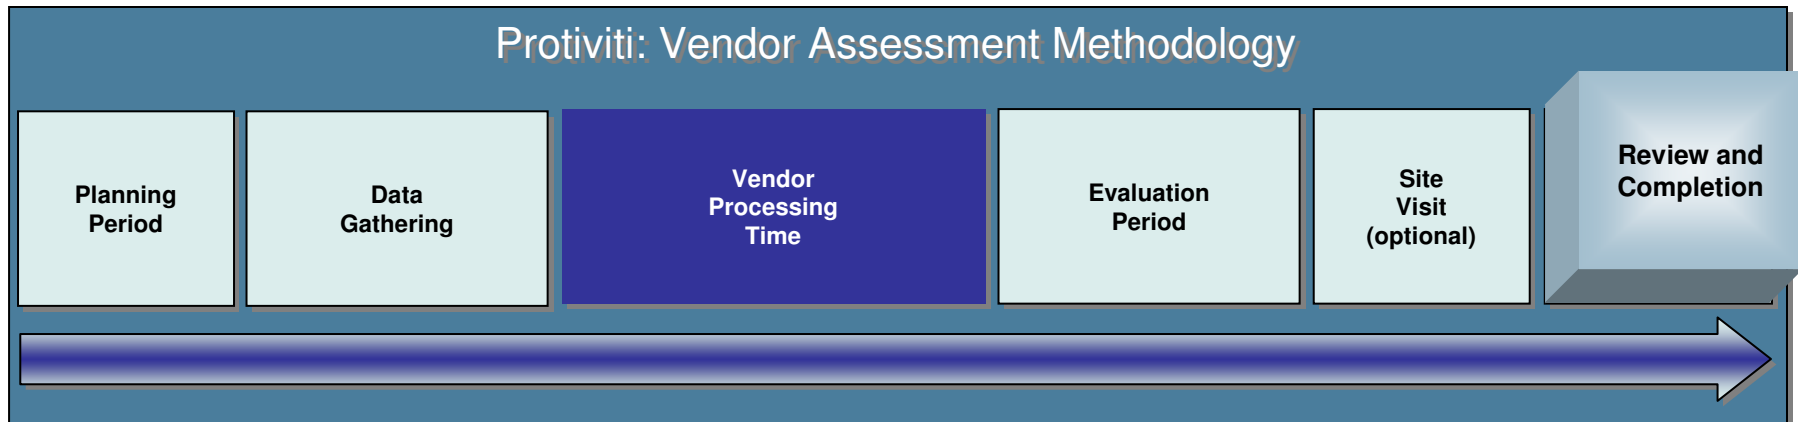 Protiviti: Vendor Assessment Methodology
Planning
Period
Data
Gathering
Vendor
Processing
Time
Evaluation
Period
Site
Visit
(optional)
Review and
Completion